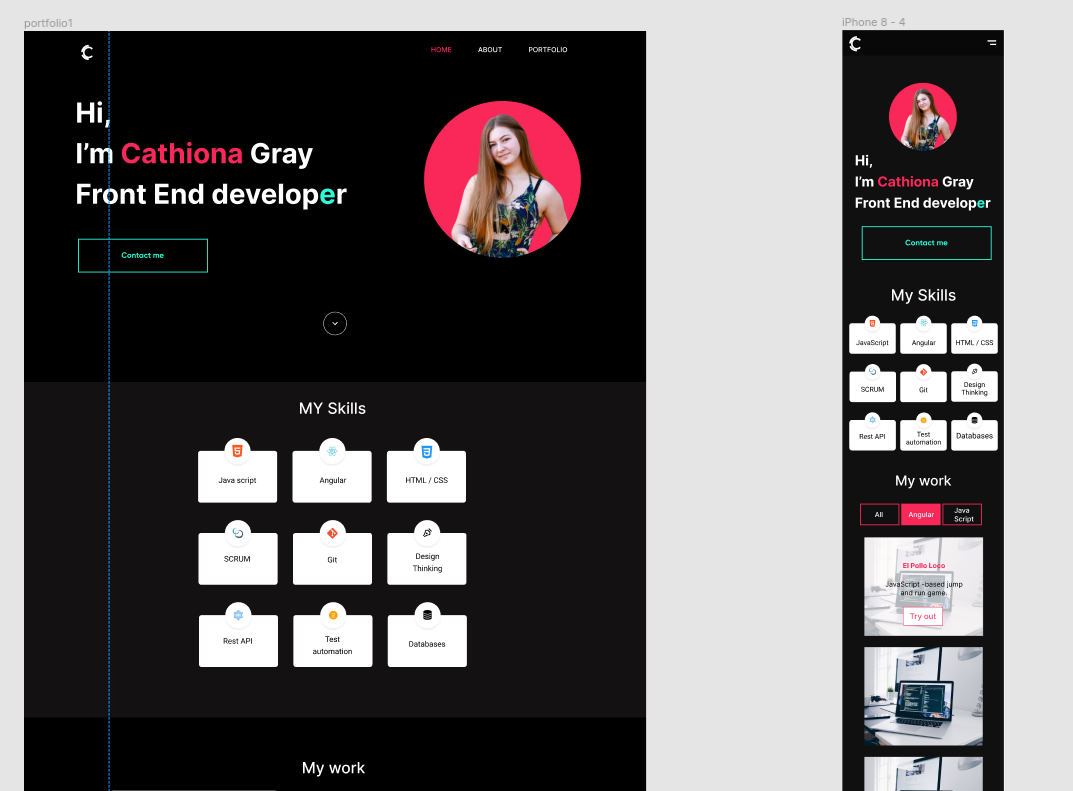 portfolio1
HOME ABOUT PORTFOLIO
Hi,
I'm Cathiona Gray
Front End developer
Contact me
MY Skills
Java script
Angular
HTML / CSS
SCRUM
Git
Design
Thinking
Rest API
Test
automation
Databases
My work
iPhone 8 - 4
Hi,
I'm Cathiona Gray
Front End developer
Contact me
My Skills
JavaScript
Angular
HTML / CSS
SCRUM
Git
Design
Thinking
Rest API
Test
automation
Databases
My work
All
Angular
Java
Script
El Pollo Loco
JavaScript -based jump
and run game.
Try out